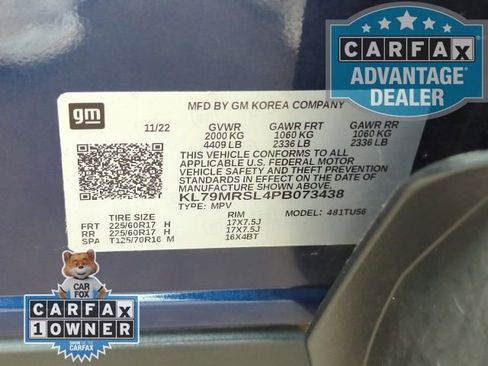 CARFAX
ADVANTAGE
DEALER
gm
MFD BY GM KOREA COMPANY
11/22 GVWR GAWR FRT GAWR RR
2000 KG 1060 KG 1060 KG
4409 LB 2336 LB 2336 LB
THIS VEHICLE CONFORMS TO ALL
APPLICABLE U.S. FEDERAL MOTOR
VEHICLE SAFETY AND THEFT PREVENTION
STANDARDS IN EFFECT ON THE DATE OF
MANUFACTURE SHOWN ABOVE.
KL79MRSL4PB073438
TYPE: MPV MODEL: 481TU56
TIRE SIZE RIM
FRT 225/60R17 H 17X7.5J
RR 225/60R17 H 17X7.5J
SPA T125/70R16 M 16X4BT
CAR
FOX
CARFAX
1 OWNER
SHOW ME THE
CARFAX